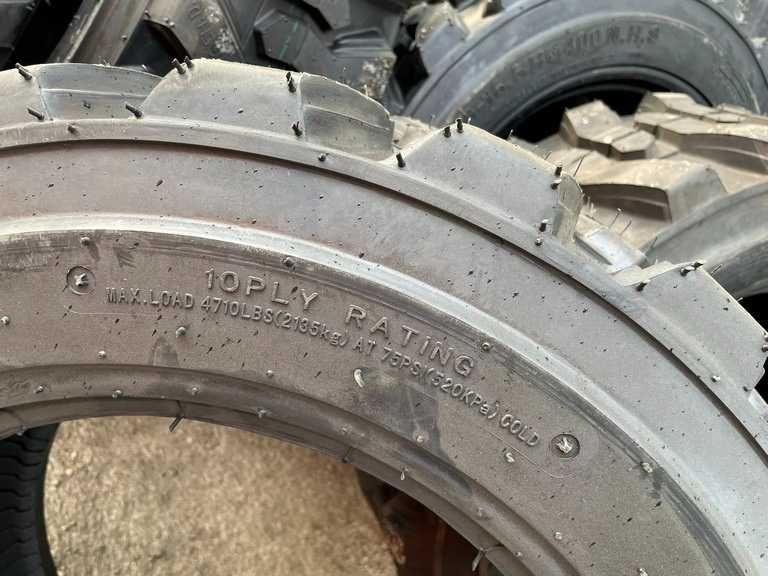 10PLY RATING
MAX.LOAD 4710LBS(2135kg) AT 75PSI(520KPa) COLD